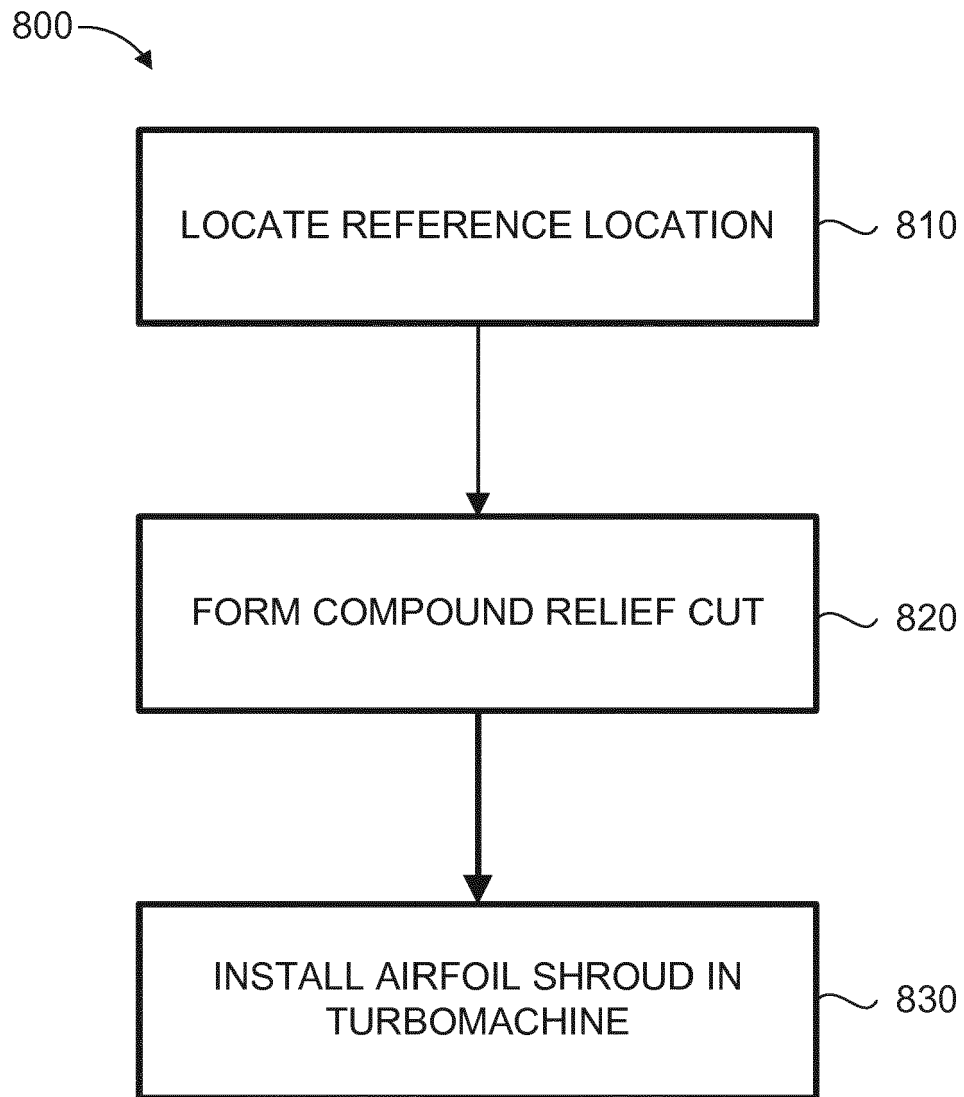 800
LOCATE REFERENCE LOCATION
810
FORM COMPOUND RELIEF CUT
820
INSTALL AIRFOIL SHROUD IN
TURBOMACHINE
830